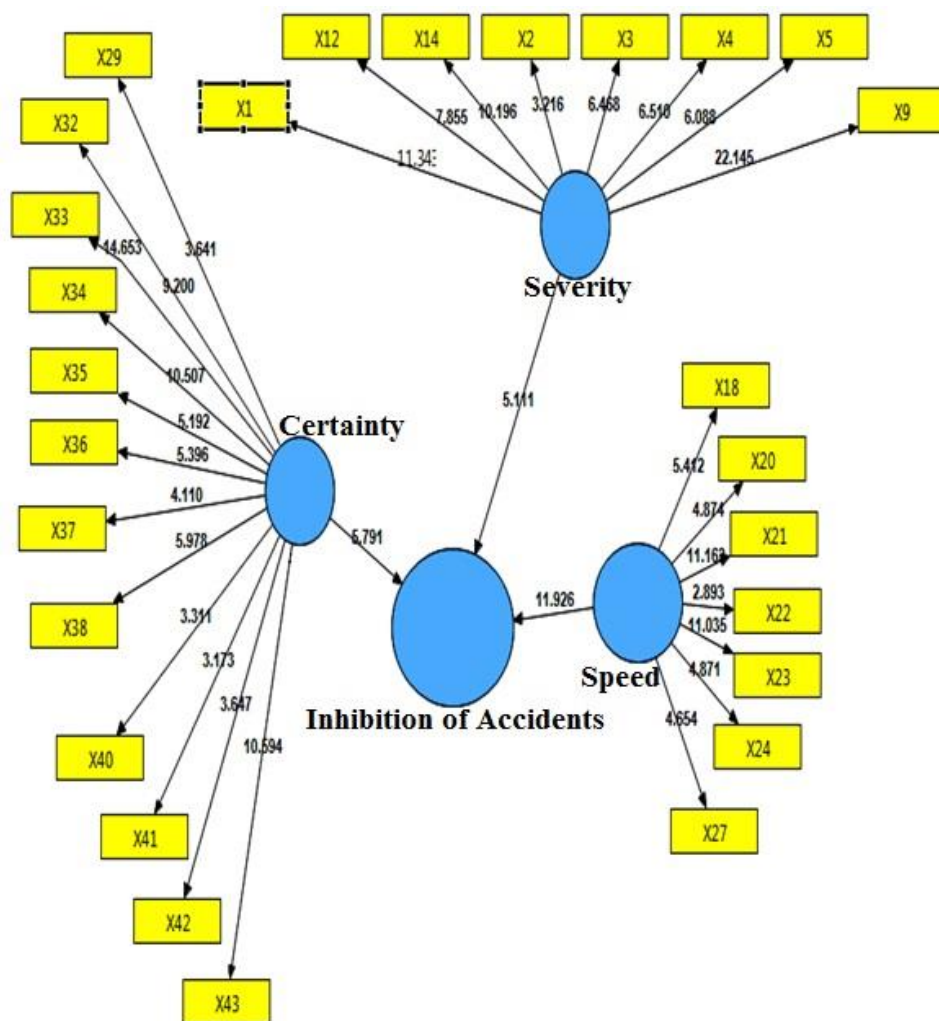 X12
X14
X2
X3
X4
X5
X29
X1
X9
X32
7.855
10.196
3.216
6.468
6.510
6.088
11.343
22.145
X33
14.653
9.200
3.641
X34
Severity
10.507
X35
5.192
5.111
X18
Certainty
X36
5.396
5.412
X20
4.874
4.110
X37
5.978
5.791
11.163
X21
2.893
X22
11.926
11.035
X38
3.311
4.871
X23
3.173
Speed
3.647
4.654
Inhibition of Accidents
10.594
X24
X40
X27
X41
X42
X43